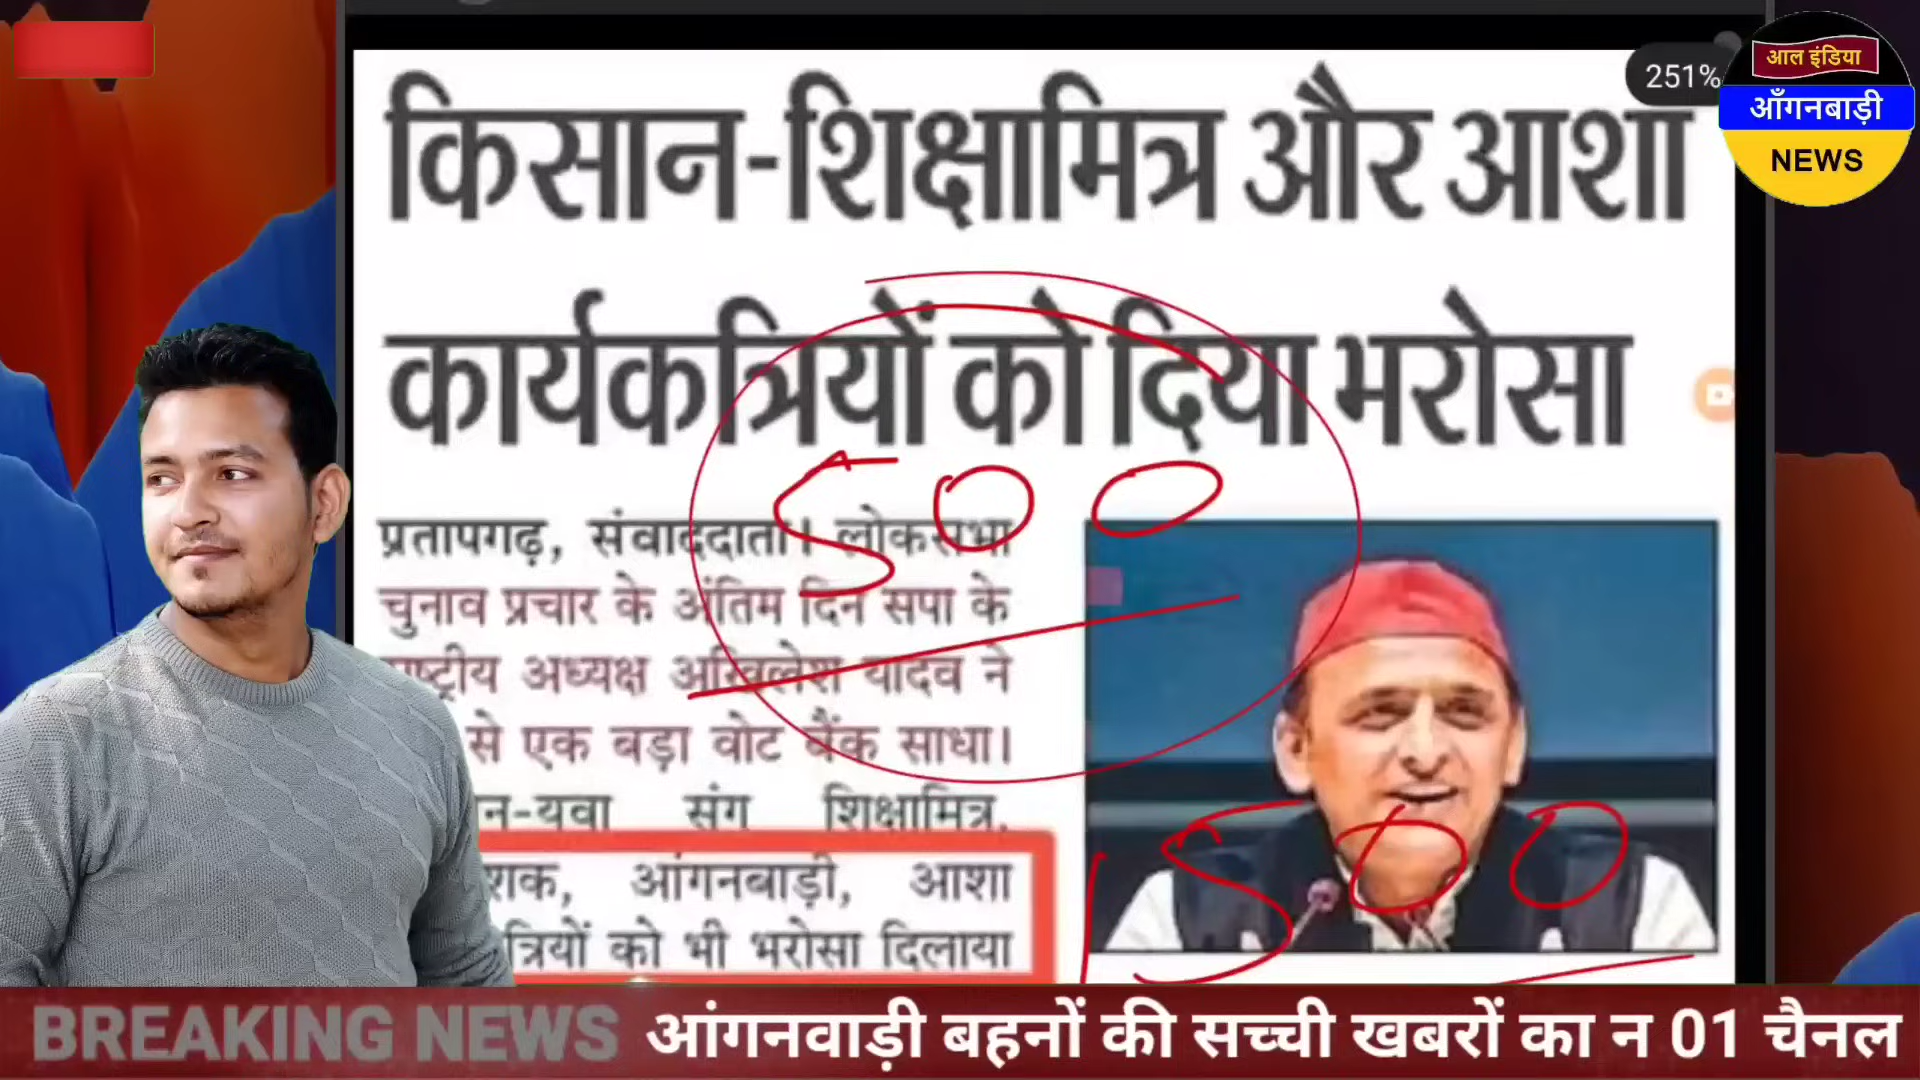 251%
आल इंडिया
आँगनबाड़ी
NEWS
किसान-शिक्षामित्र और आशा
कार्यकत्रियों को दिया भरोसा
500
प्रतापगढ़, संवाददाता। लोकसभा
चुनाव प्रचार के अंतिम दिन सपा के
राष्ट्रीय अध्यक्ष अखिलेश यादव ने
से एक बड़ा वोट बैंक साधा।
संग शिक्षामित्र,
आंगनबाड़ी, आशा
को भी भरोसा दिलाया
1500
BREAKING NEWS आंगनवाड़ी बहनों की सच्ची खबरों का न 01 चैनल